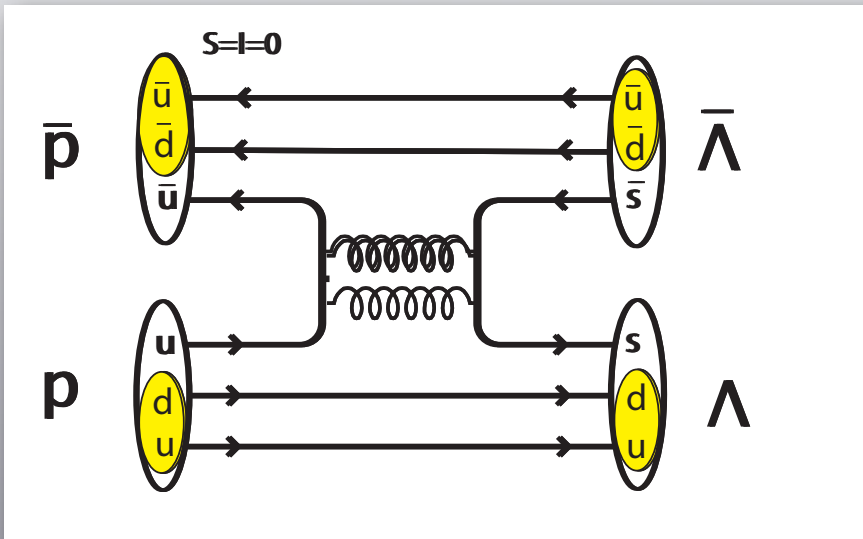 S=I=0
ū ū
p̄ d̄ d̄ Λ̄
ū s̄
u s
p d d Λ
u u